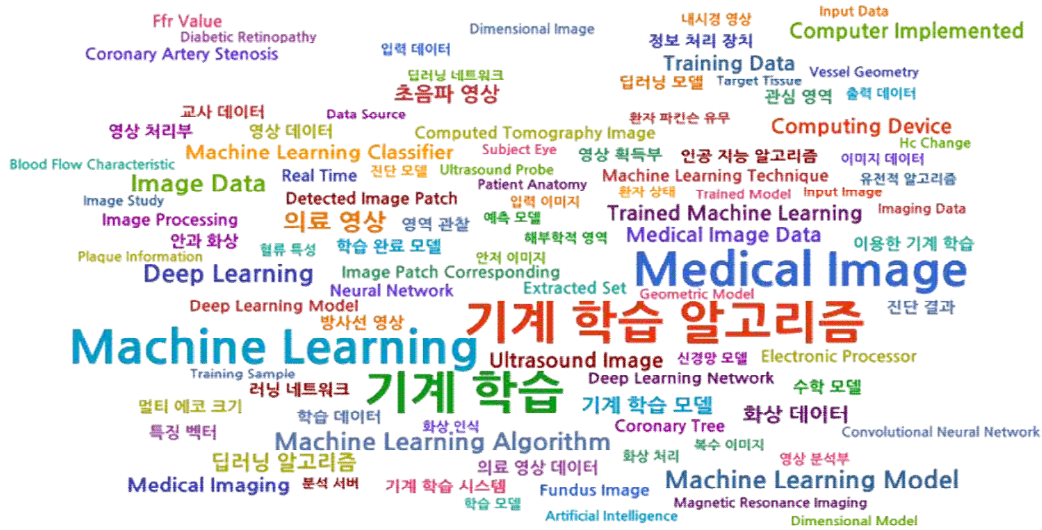 Ffr Value
내시경 영상
Input Data
Diabetic Retinopathy
Dimensional Image
Computer Implemented
Coronary Artery Stenosis
입력 데이터
정보 처리 장치
Training Data
Vessel Geometry
딥러닝 네트워크
딥러닝 모델
Target Tissue
초음파 영상
관심 영역
출력 데이터
교사 데이터
Data Source
환자 파킨슨 유무
영상 처리부
영상 데이터
Computed Tomography Image
Computing Device
Hc Change
Machine Learning Classifier
Subject Eye
영상 획득부
인공 지능 알고리즘
이미지 데이터
Blood Flow Characteristic
Image Data
Real Time
진단 모델
Ultrasound Probe
Machine Learning Technique
유전적 알고리즘
Patient Anatomy
환자 상태
Trained Model
Input Image
Image Study
Detected Image Patch
입력 이미지
Image Processing
의료 영상
영역 관찰
예측 모델
Trained Machine Learning
Imaging Data
안과 화상
혈류 특성
학습 완료 모델
해부학적 영역
Medical Image Data
이용한 기계 학습
Plaque Information
안저 이미지
Deep Learning
Image Patch Corresponding
Medical Image
Neural Network
Extracted Set
Geometric Model
Deep Learning Model
진단 결과
방사선 영상
기계 학습 알고리즘
Machine Learning
Ultrasound Image
신경망 모델
Electronic Processor
Training Sample
러닝 네트워크
기계 학습
Deep Learning Network
수학 모델
멀티 에코 크기
학습 데이터
기계 학습 모델
화상 데이터
특징 벡터
화상 인식
Coronary Tree
Convolutional Neural Network
Machine Learning Algorithm
복수 이미지
딥러닝 알고리즘
의료 영상 데이터
화상 처리
영상 분석부
Medical Imaging
분석 서버
기계 학습 시스템
Fundus Image
Machine Learning Model
학습 모델
Magnetic Resonance Imaging
Artificial Intelligence
Dimensional Model